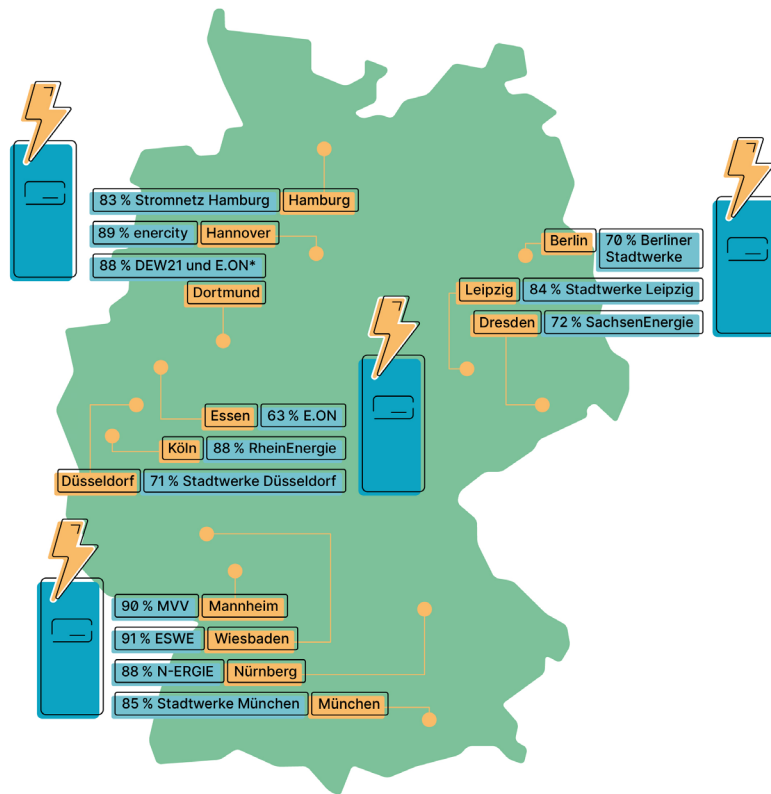 83 % Stromnetz Hamburg Hamburg
89 % enercity Hannover
88 % DEW21 und E.ON*
Dortmund
Berlin 70 % Berliner
Stadtwerke
Leipzig 84 % Stadtwerke Leipzig
Dresden 72 % SachsenEnergie
Essen 63 % E.ON
Köln 88 % RheinEnergie
Düsseldorf 71 % Stadtwerke Düsseldorf
90 % MVV Mannheim
91 % ESWE Wiesbaden
88 % N-ERGIE Nürnberg
85 % Stadtwerke München München